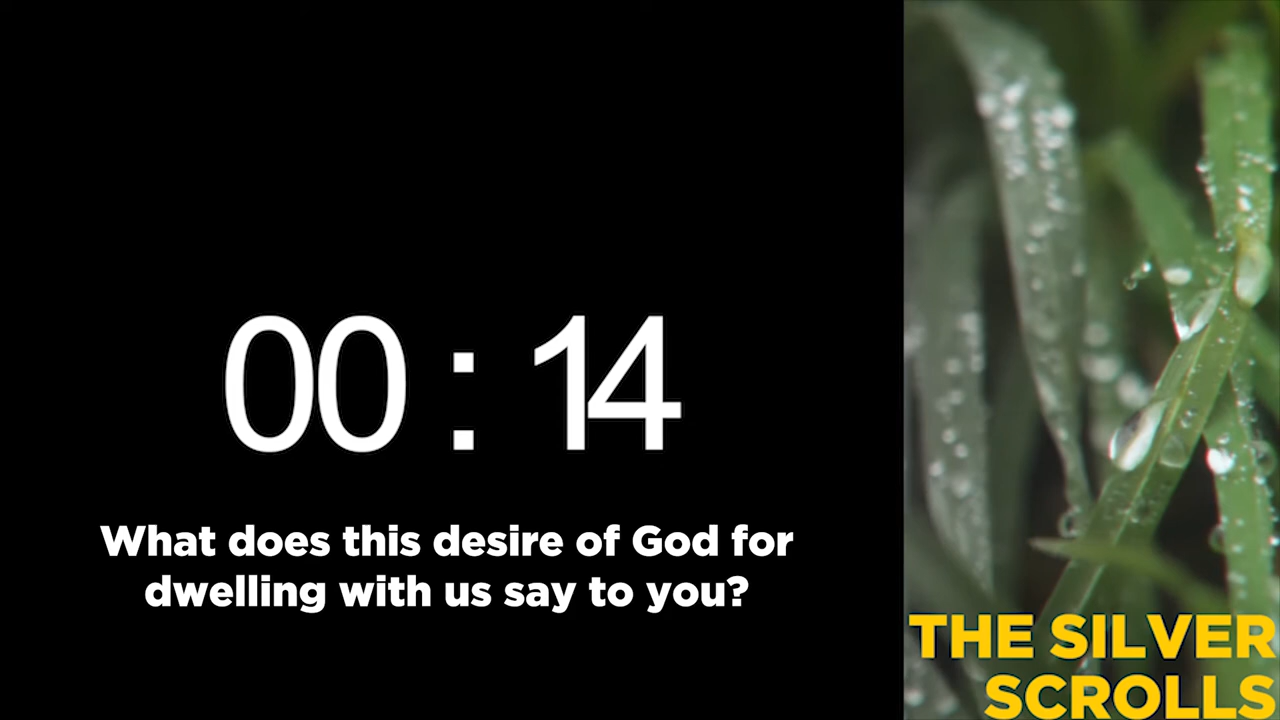 00 : 14
What does this desire of God for
dwelling with us say to you?
THE SILVER
SCROLLS